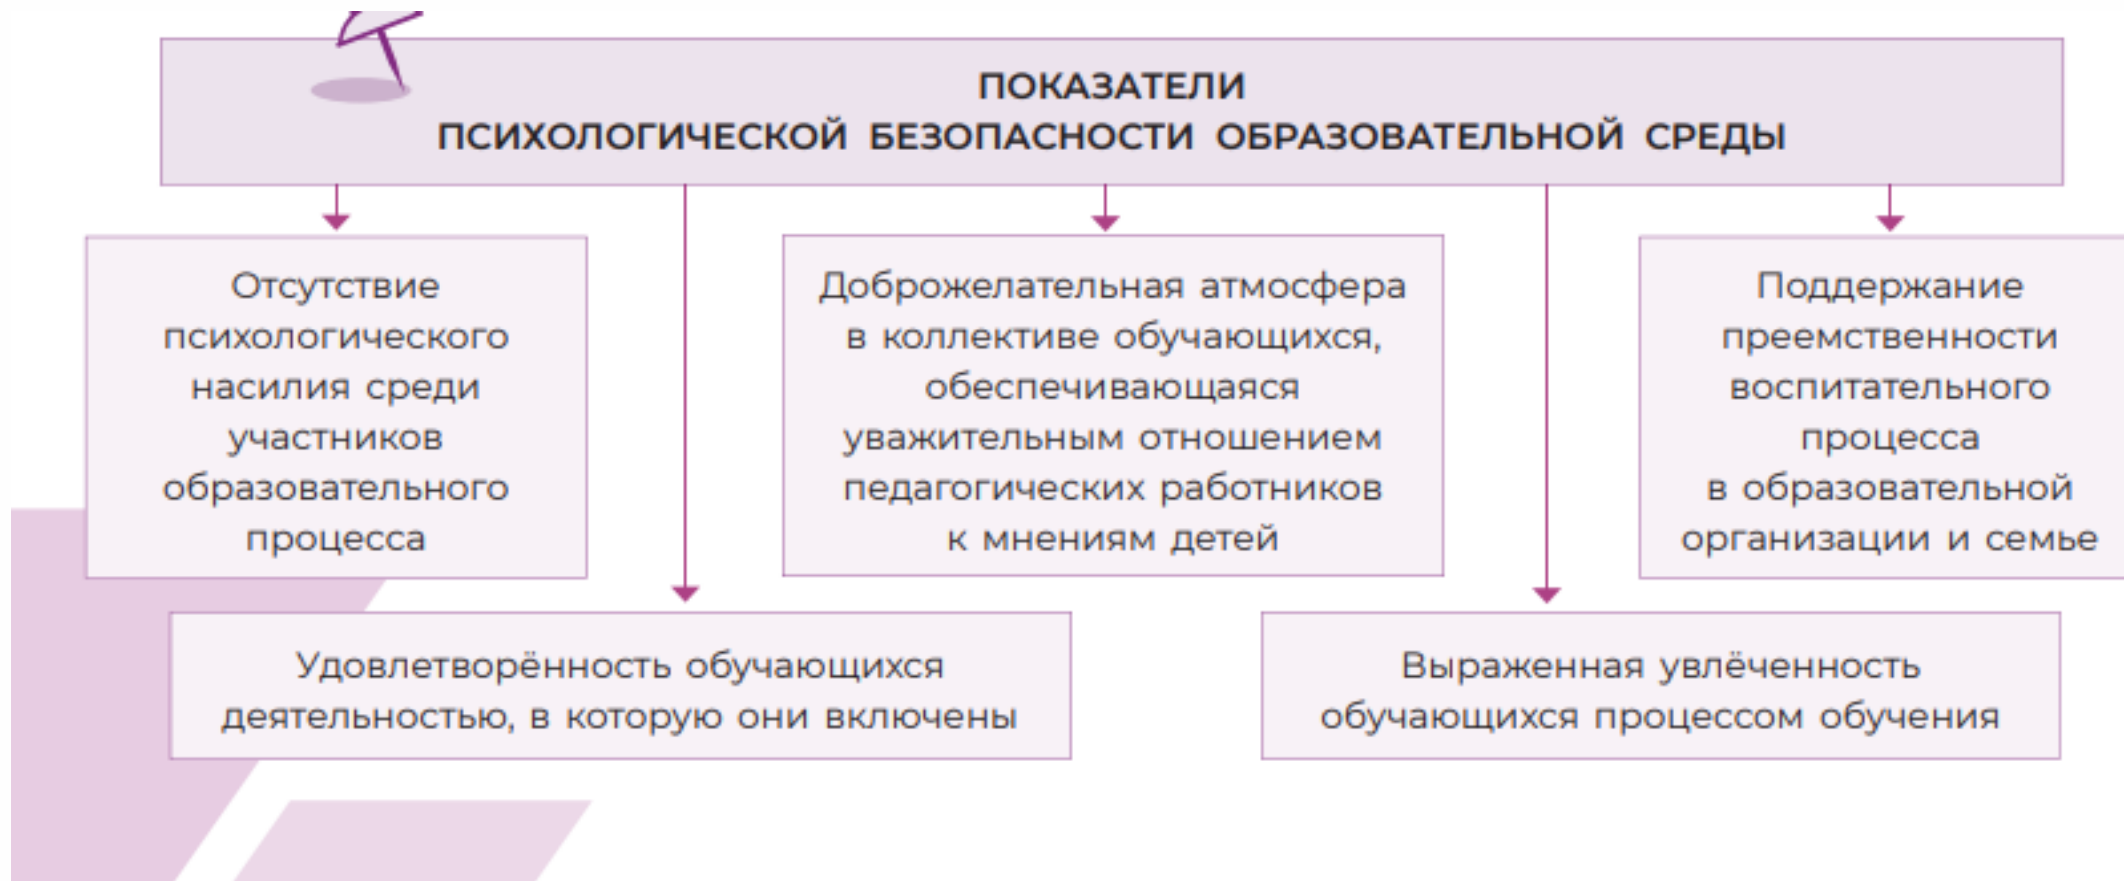 ПОКАЗАТЕЛИ
ПСИХОЛОГИЧЕСКОЙ БЕЗОПАСНОСТИ ОБРАЗОВАТЕЛЬНОЙ СРЕДЫ
Отсутствие
психологического
насилия среди
участников
образовательного
процесса
Доброжелательная атмосфера
в коллективе обучающихся,
обеспечивающаяся
уважительным отношением
педагогических работников
к мнениям детей
Поддержание
преемственности
воспитательного
процесса
в образовательной
организации и семье
Удовлетворённость обучающихся
деятельностью, в которую они включены
Выраженная увлёченность
обучающихся процессом обучения